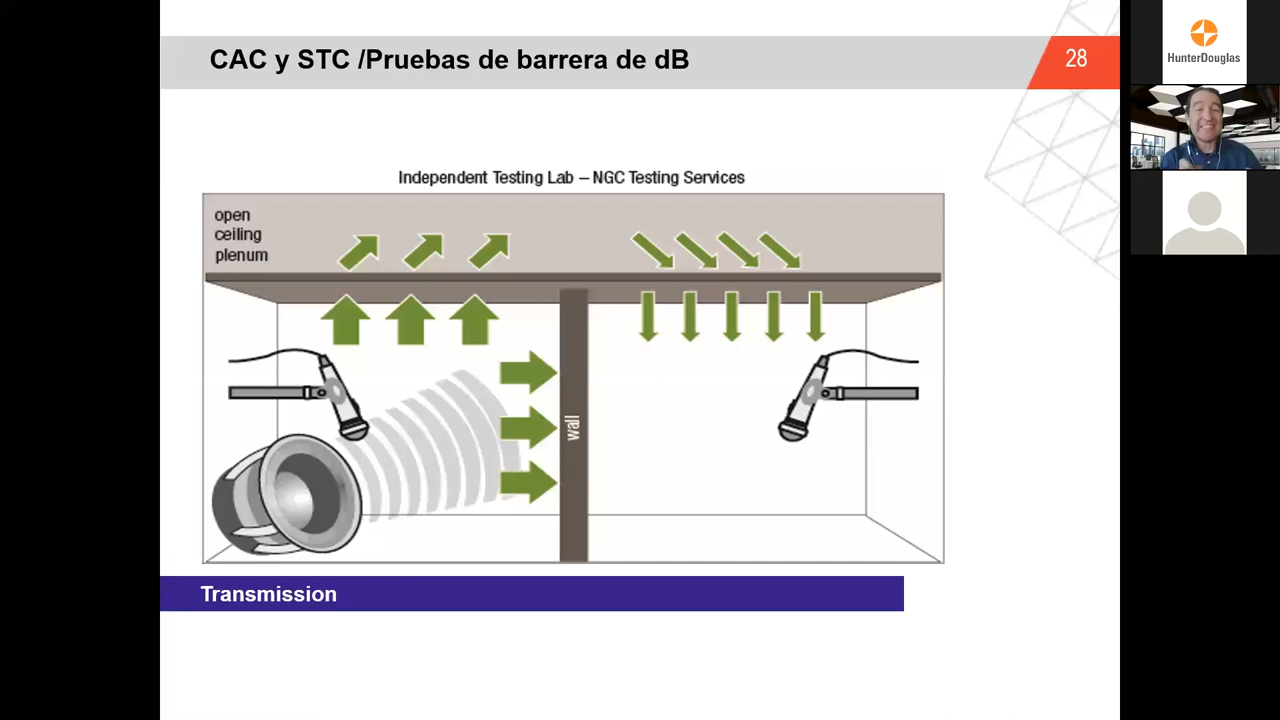 CAC y STC /Pruebas de barrera de dB
28
HunterDouglas
Independent Testing Lab – NGC Testing Services
open
ceiling
plenum
wall
Transmission